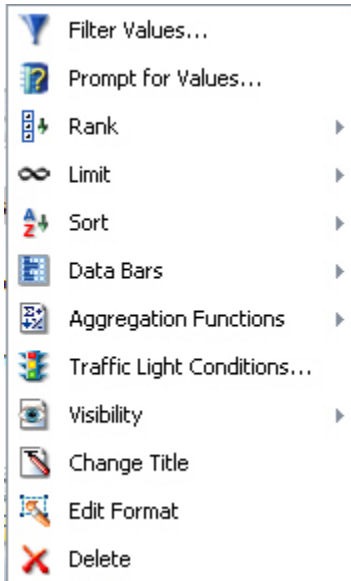 Filter Values...
Prompt for Values...
Rank
Limit
Sort
Data Bars
Aggregation Functions
Traffic Light Conditions...
Visibility
Change Title
Edit Format
Delete